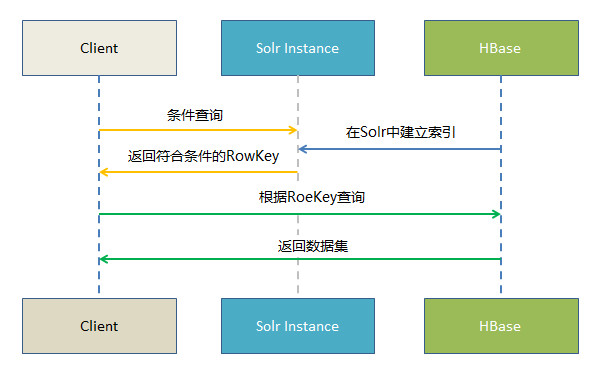 Client
Solr Instance
HBase
条件查询
在Solr中建立索引
返回符合条件的RowKey
根据RoeKey查询
返回数据集
Client
Solr Instance
HBase